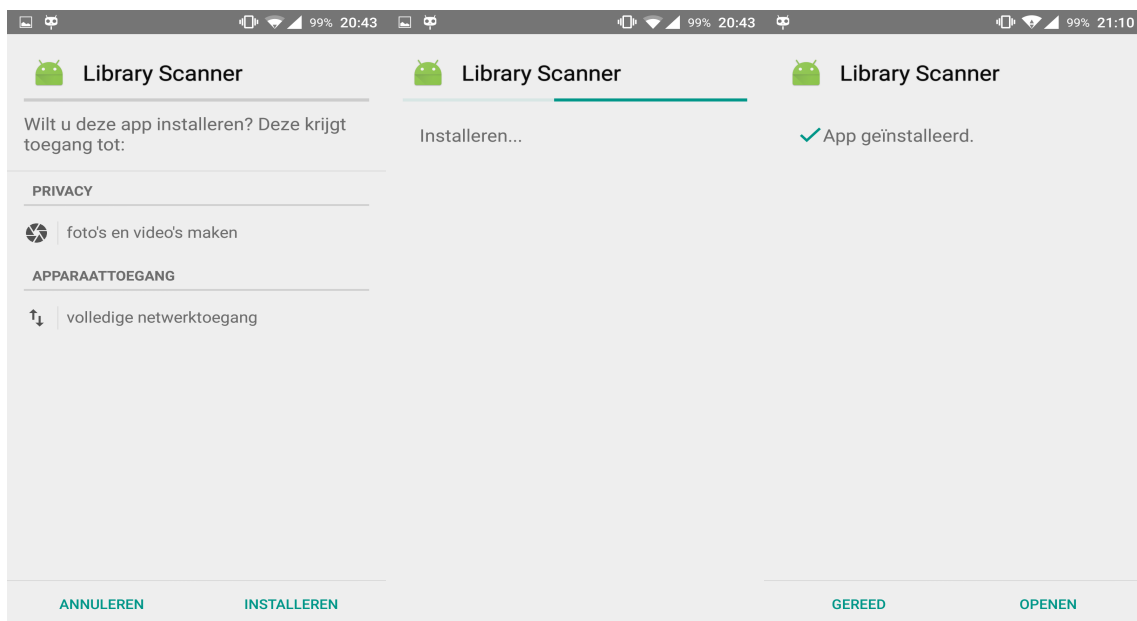 99% 20:43
Library Scanner
Wilt u deze app installeren? Deze krijgt
toegang tot:
PRIVACY
foto's en video's maken
APPARAATTOEGANG
volledige netwerktoegang
ANNULEREN INSTALLEREN
99% 20:43
Library Scanner
Installeren...
99% 21:10
Library Scanner
App geïnstalleerd.
GEREED OPENEN